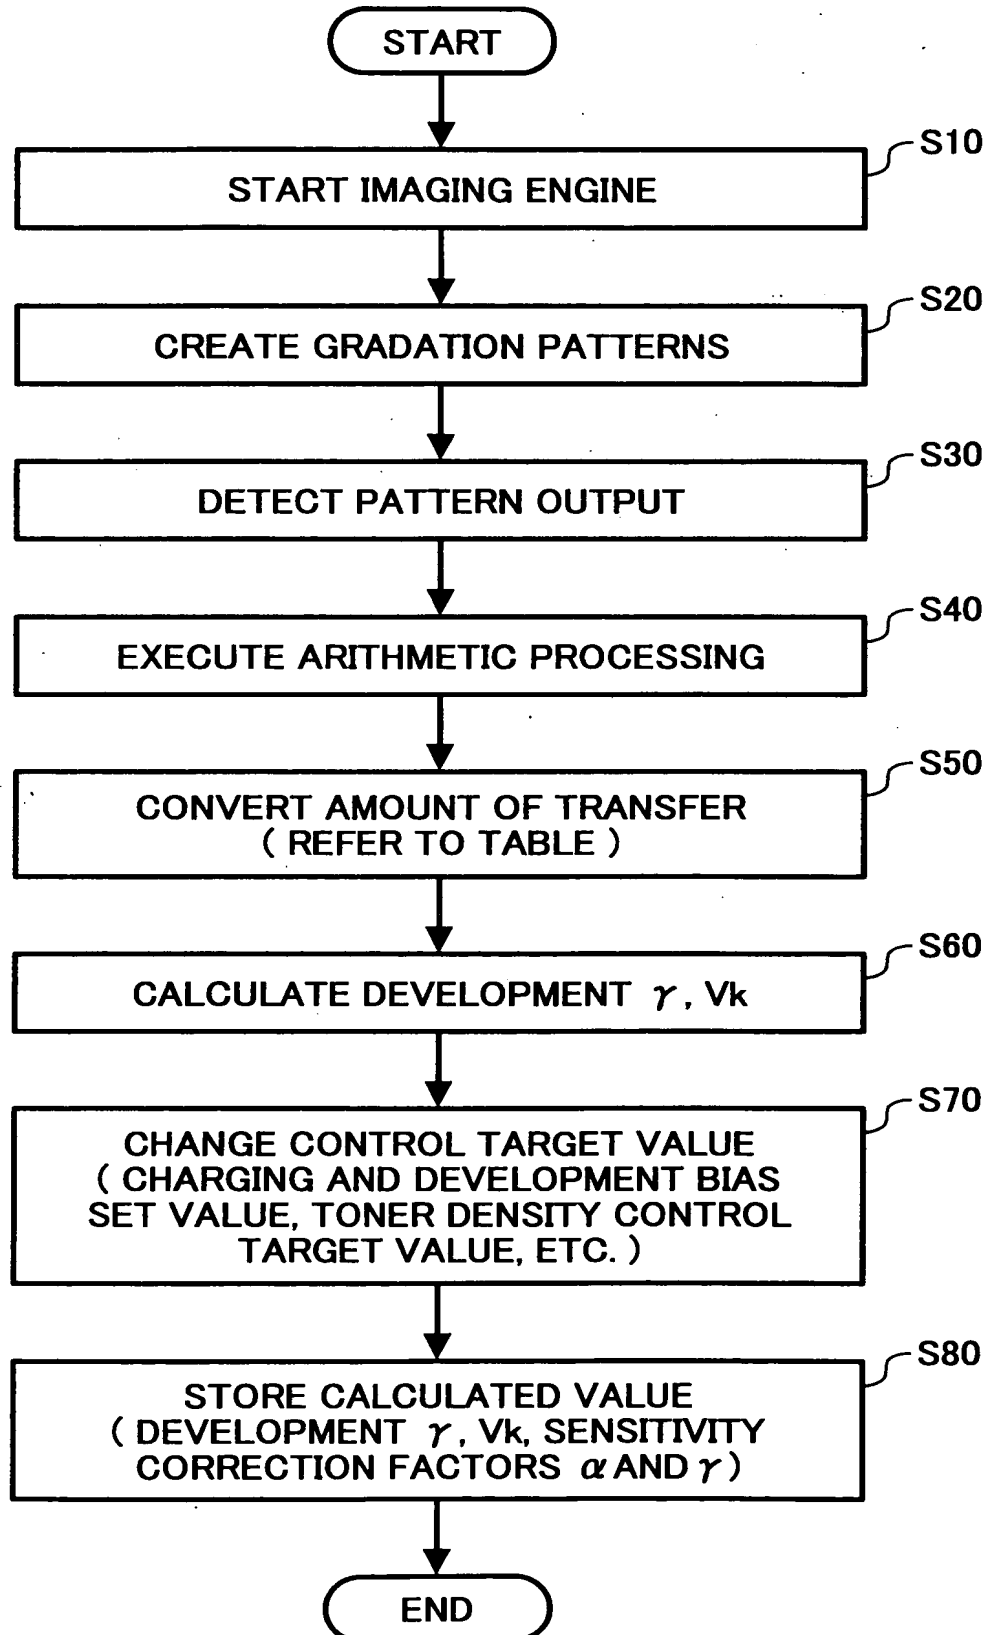 START
S10
START IMAGING ENGINE
S20
CREATE GRADATION PATTERNS
S30
DETECT PATTERN OUTPUT
S40
EXECUTE ARITHMETIC PROCESSING
S50
CONVERT AMOUNT OF TRANSFER
( REFER TO TABLE )
S60
CALCULATE DEVELOPMENT γ, Vk
S70
CHANGE CONTROL TARGET VALUE
( CHARGING AND DEVELOPMENT BIAS
SET VALUE, TONER DENSITY CONTROL
TARGET VALUE, ETC. )
S80
STORE CALCULATED VALUE
( DEVELOPMENT γ, Vk, SENSITIVITY
CORRECTION FACTORS α AND γ )
END